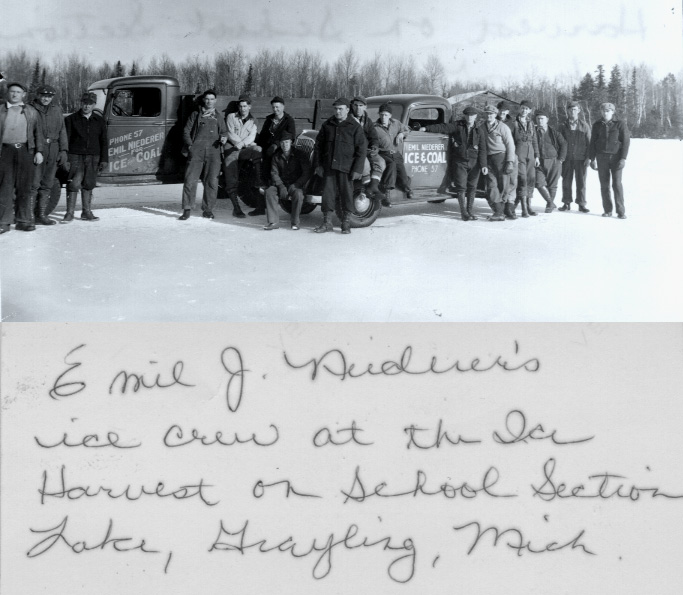 PHONE 57
EMIL NIEDERER
ICE & COAL
EMIL NIEDERER
ICE & COAL
PHONE 57
Emil J. Niederer's
ice crew at the Ice
Harvest on School Section
Lake, Grayling, Mich.